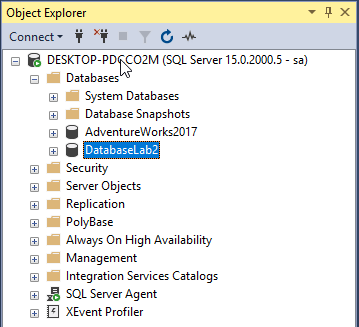 Object Explorer
Connect
DESKTOP-PDCCO2M (SQL Server 15.0.2000.5 - sa)
Databases
System Databases
Database Snapshots
AdventureWorks2017
DatabaseLab2
Security
Server Objects
Replication
PolyBase
Always On High Availability
Management
Integration Services Catalogs
SQL Server Agent
XEvent Profiler